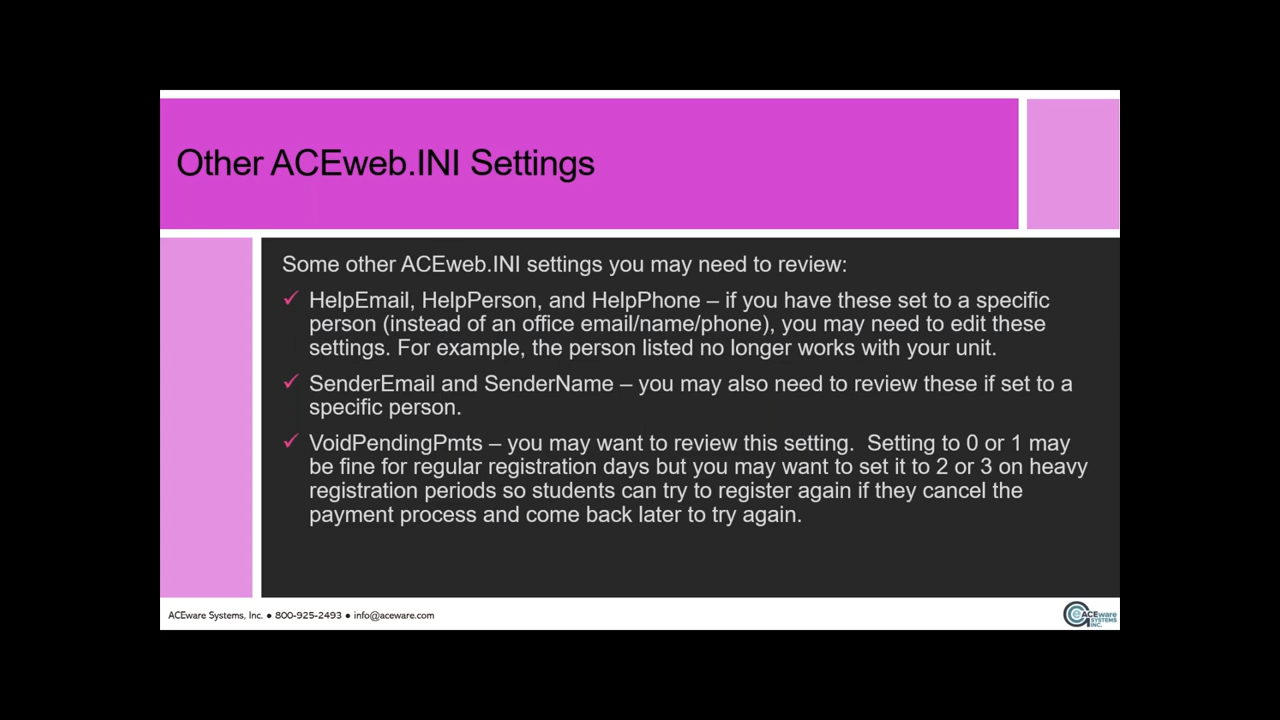 Other ACEweb.INI Settings
Some other ACEweb.INI settings you may need to review:
✓ HelpEmail, HelpPerson, and HelpPhone – if you have these set to a specific
person (instead of an office email/name/phone), you may need to edit these
settings. For example, the person listed no longer works with your unit.
✓ SenderEmail and SenderName – you may also need to review these if set to a
specific person.
✓ VoidPendingPmts – you may want to review this setting.  Setting to 0 or 1 may
be fine for regular registration days but you may want to set it to 2 or 3 on heavy
registration periods so students can try to register again if they cancel the
payment process and come back later to try again.
ACEware Systems, Inc. ● 800-925-2493 ● info@aceware.com
ACEware
SYSTEMS
INC.